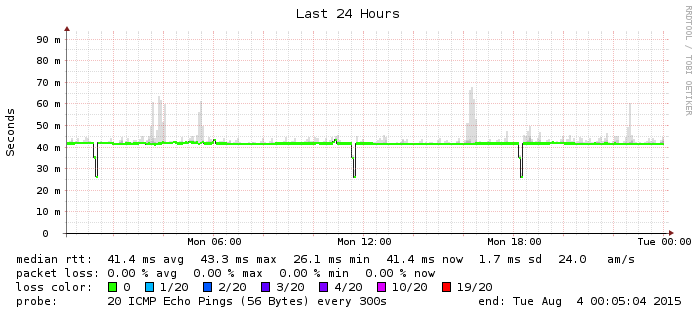 Last 24 Hours
RRDTOOL / TOBI OETIKER
Seconds
90 m
80 m
70 m
60 m
50 m
40 m
30 m
20 m
10 m
0
Mon 06:00 Mon 12:00 Mon 18:00 Tue 00:00
median rtt: 41.4 ms avg 43.3 ms max 26.1 ms min 41.4 ms now 1.7 ms sd 24.0 am/s
packet loss: 0.00 % avg 0.00 % max 0.00 % min 0.00 % now
loss color: 0 1/20 2/20 3/20 4/20 10/20 19/20
probe: 20 ICMP Echo Pings (56 Bytes) every 300s end: Tue Aug 4 00:05:04 2015